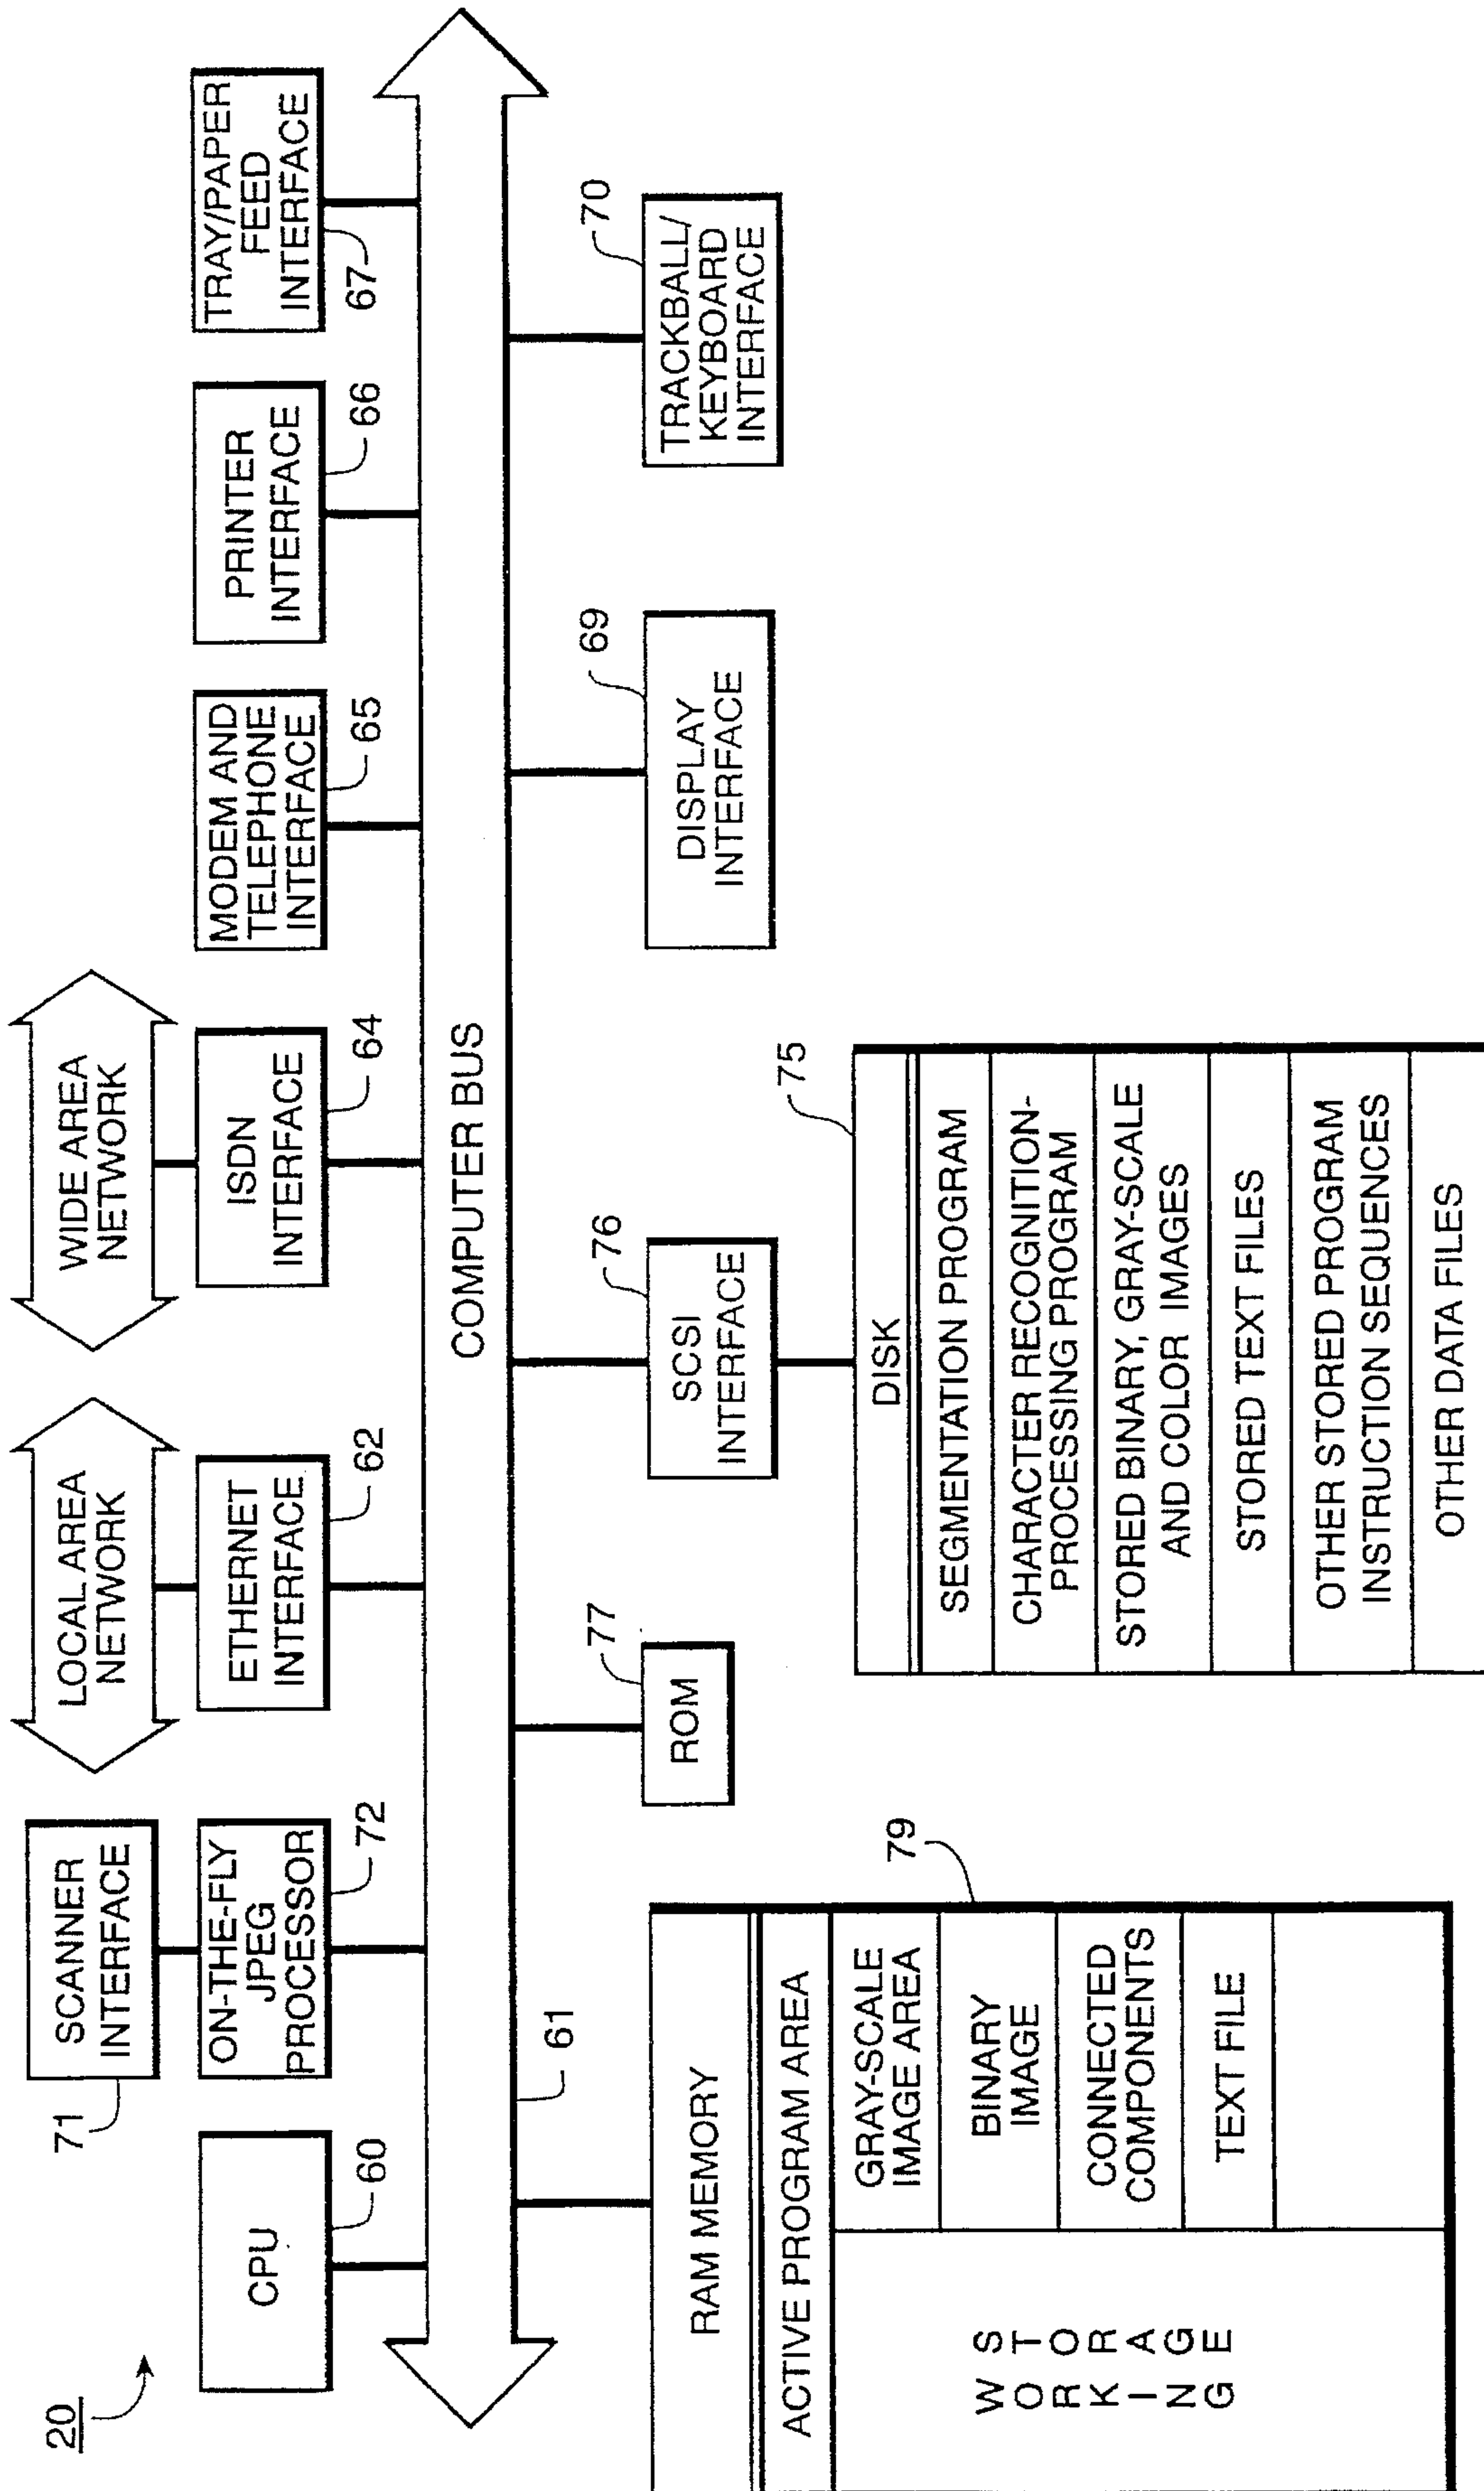 20
CPU
60
SCANNER
INTERFACE
71
ON-THE-FLY
JPEG
PROCESSOR
72
LOCAL AREA
NETWORK
ETHERNET
INTERFACE
62
WIDE AREA
NETWORK
ISDN
INTERFACE
64
MODEM AND
TELEPHONE
INTERFACE
65
PRINTER
INTERFACE
66
TRAY/PAPER
FEED
INTERFACE
67
COMPUTER BUS
61
RAM MEMORY
79
ACTIVE PROGRAM AREA
WORKING
STORAGE
GRAY-SCALE
IMAGE AREA
BINARY
IMAGE
CONNECTED
COMPONENTS
TEXT FILE
ROM
77
SCSI
INTERFACE
76
DISK
75
SEGMENTATION PROGRAM
CHARACTER RECOGNITION-
PROCESSING PROGRAM
STORED BINARY, GRAY-SCALE
AND COLOR IMAGES
STORED TEXT FILES
OTHER STORED PROGRAM
INSTRUCTION SEQUENCES
OTHER DATA FILES
DISPLAY
INTERFACE
69
TRACKBALL/
KEYBOARD
INTERFACE
70